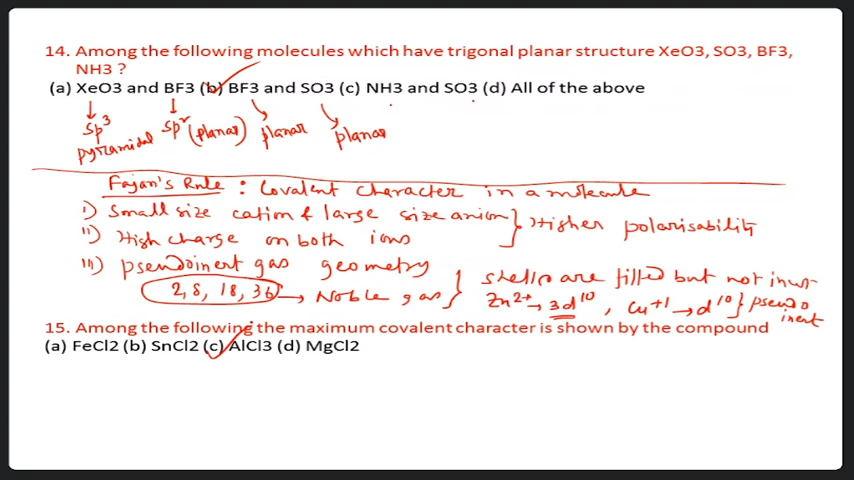 14. Among the following molecules which have trigonal planar structure XeO3, SO3, BF3,
NH3 ?
(a) XeO3 and BF3 (b) BF3 and SO3 (c) NH3 and SO3 (d) All of the above
sp3 sp2 (planar) planar planar
pyramidal
Fajan's Rule : Covalent character in a molecule
i) Small size cation & large size anion } Higher polarisability
ii) High charge on both ions
iii) pseudoinert gas geometry } shells are filled but not inert
2, 8, 18, 36 → Noble gas Zn2+ → 3d10 , Cu+1 → d10 } pseudo
inert
15. Among the following the maximum covalent character is shown by the compound
(a) FeCl2 (b) SnCl2 (c) AlCl3 (d) MgCl2